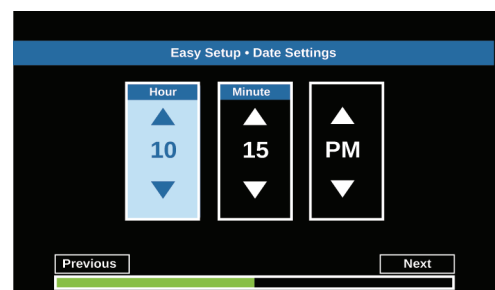 Easy Setup • Date Settings
Hour Minute
10 15 PM
Previous Next